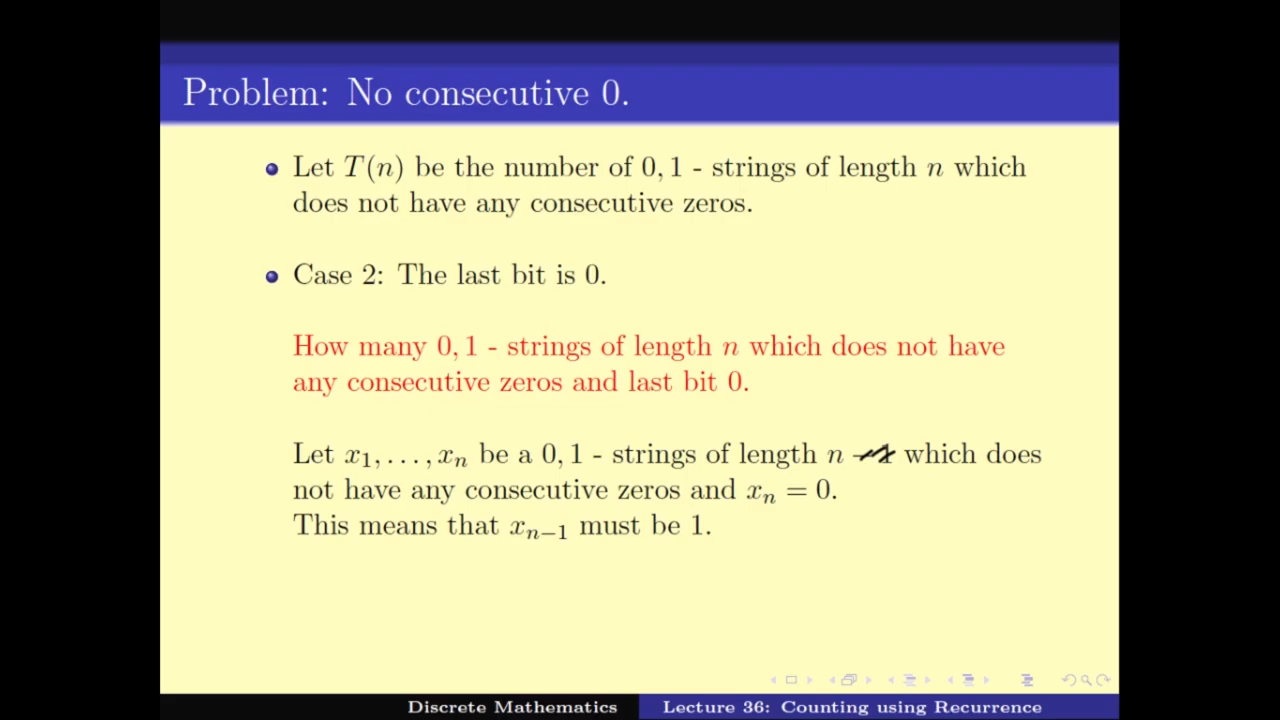 Problem: No consecutive 0.
Let T(n) be the number of 0, 1 - strings of length n which
does not have any consecutive zeros.
Case 2: The last bit is 0.
How many 0, 1 - strings of length n which does not have
any consecutive zeros and last bit 0.
Let x₁, . . . , xₙ be a 0, 1 - strings of length n which does
not have any consecutive zeros and xₙ = 0.
This means that xₙ₋₁ must be 1.
Discrete Mathematics
Lecture 36: Counting using Recurrence